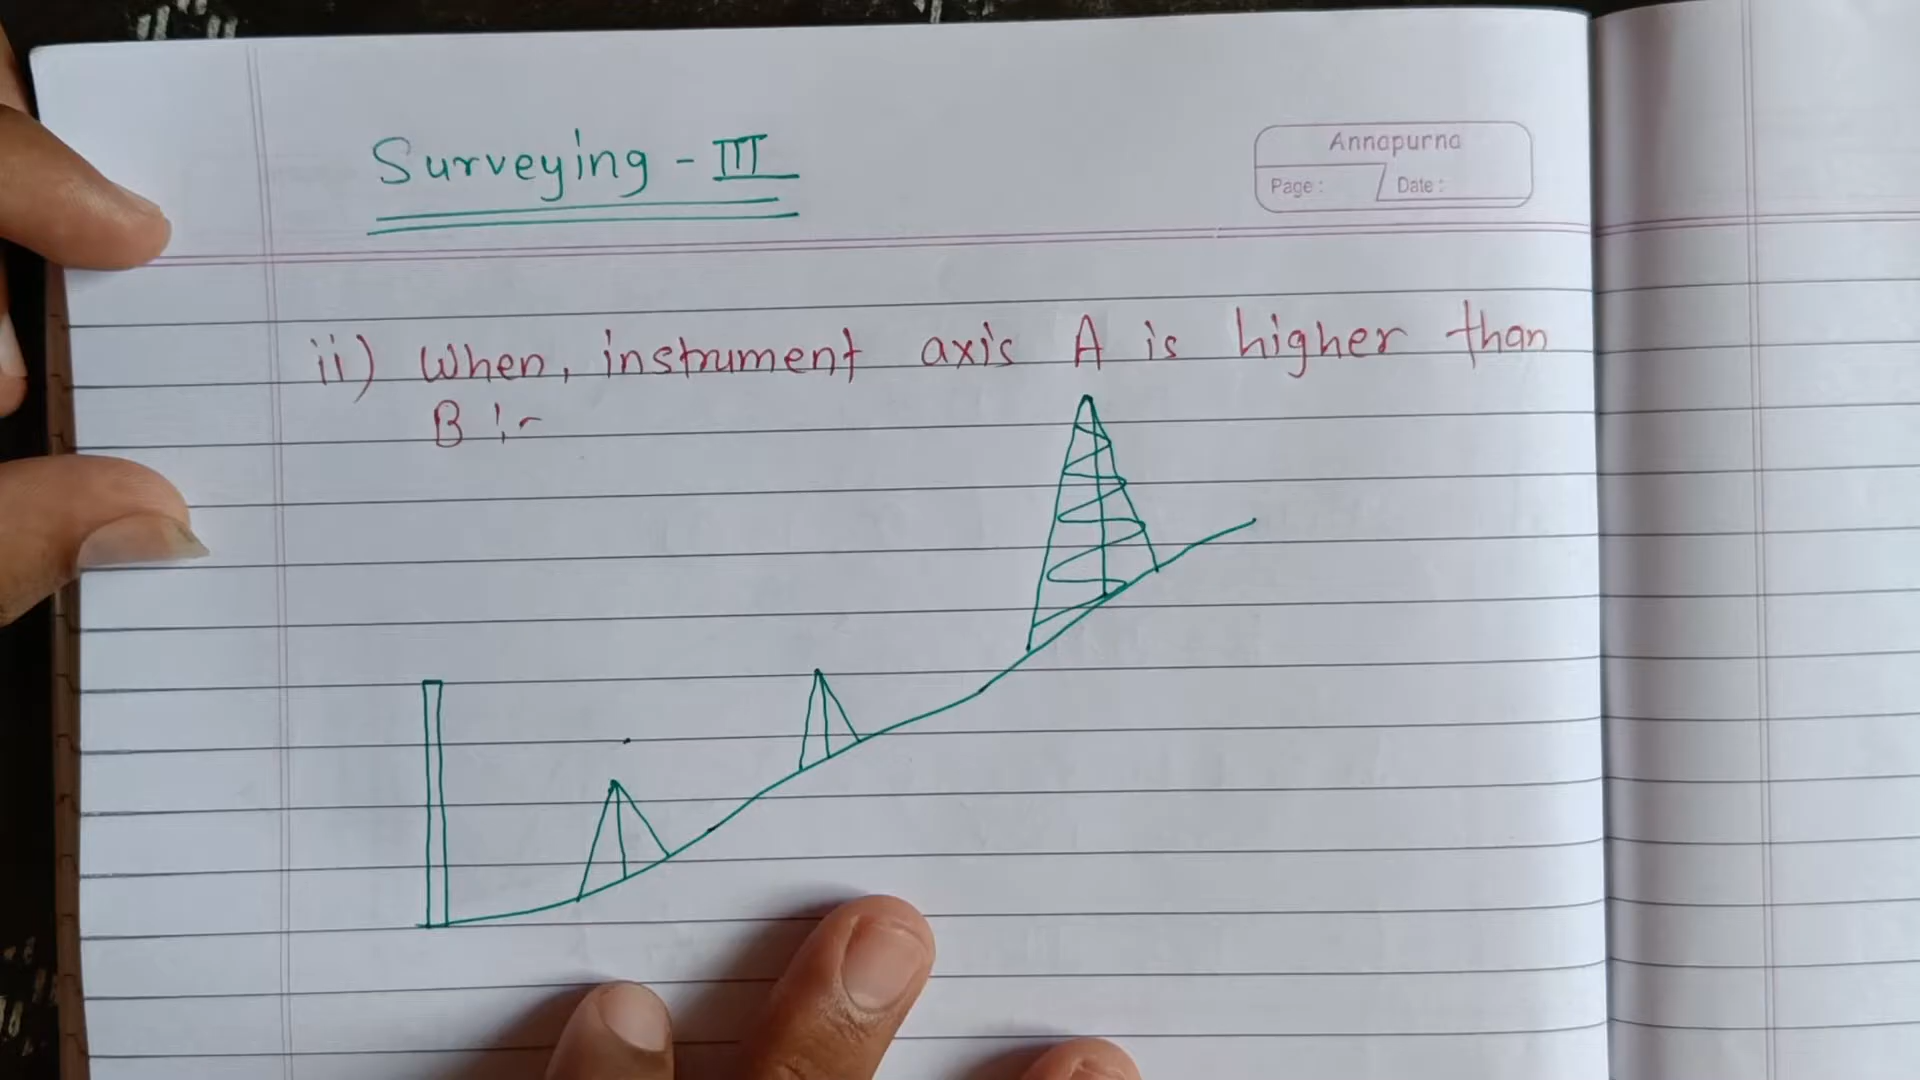 Surveying - III
Annapurna
Page :
Date :
ii) When, instrument axis A is higher than
B :-